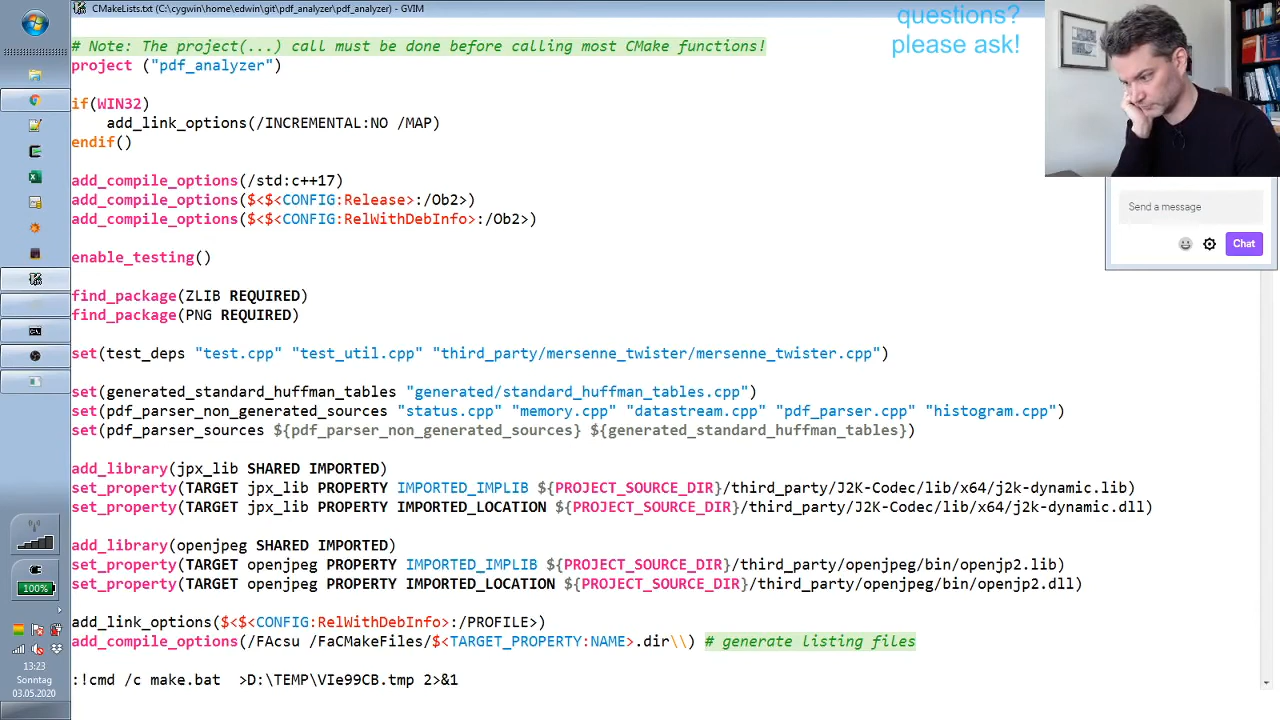 CMakeLists.txt (C:\cygwin\home\edwin\git\pdf_analyzer\pdf_analyzer) - GVIM
questions?
please ask!
# Note: The project(...) call must be done before calling most CMake functions!
project ("pdf_analyzer")
if(WIN32)
    add_link_options(/INCREMENTAL:NO /MAP)
endif()
add_compile_options(/std:c++17)
add_compile_options($<$<CONFIG:Release>:/Ob2>)
add_compile_options($<$<CONFIG:RelWithDebInfo>:/Ob2>)
enable_testing()
find_package(ZLIB REQUIRED)
find_package(PNG REQUIRED)
set(test_deps "test.cpp" "test_util.cpp" "third_party/mersenne_twister/mersenne_twister.cpp")
set(generated_standard_huffman_tables "generated/standard_huffman_tables.cpp")
set(pdf_parser_non_generated_sources "status.cpp" "memory.cpp" "datastream.cpp" "pdf_parser.cpp" "histogram.cpp")
set(pdf_parser_sources ${pdf_parser_non_generated_sources} ${generated_standard_huffman_tables})
add_library(jpx_lib SHARED IMPORTED)
set_property(TARGET jpx_lib PROPERTY IMPORTED_IMPLIB ${PROJECT_SOURCE_DIR}/third_party/J2K-Codec/lib/x64/j2k-dynamic.lib)
set_property(TARGET jpx_lib PROPERTY IMPORTED_LOCATION ${PROJECT_SOURCE_DIR}/third_party/J2K-Codec/lib/x64/j2k-dynamic.dll)
add_library(openjpeg SHARED IMPORTED)
set_property(TARGET openjpeg PROPERTY IMPORTED_IMPLIB ${PROJECT_SOURCE_DIR}/third_party/openjpeg/bin/openjp2.lib)
set_property(TARGET openjpeg PROPERTY IMPORTED_LOCATION ${PROJECT_SOURCE_DIR}/third_party/openjpeg/bin/openjp2.dll)
add_link_options($<$<CONFIG:RelWithDebInfo>:/PROFILE>)
add_compile_options(/FAcsu /FaCMakeFiles/$<TARGET_PROPERTY:NAME>.dir\\) # generate listing files
:!cmd /c make.bat  >D:\TEMP\VIe99CB.tmp 2>&1
Send a message
Chat
100%
13:23
Sonntag
03.05.2020